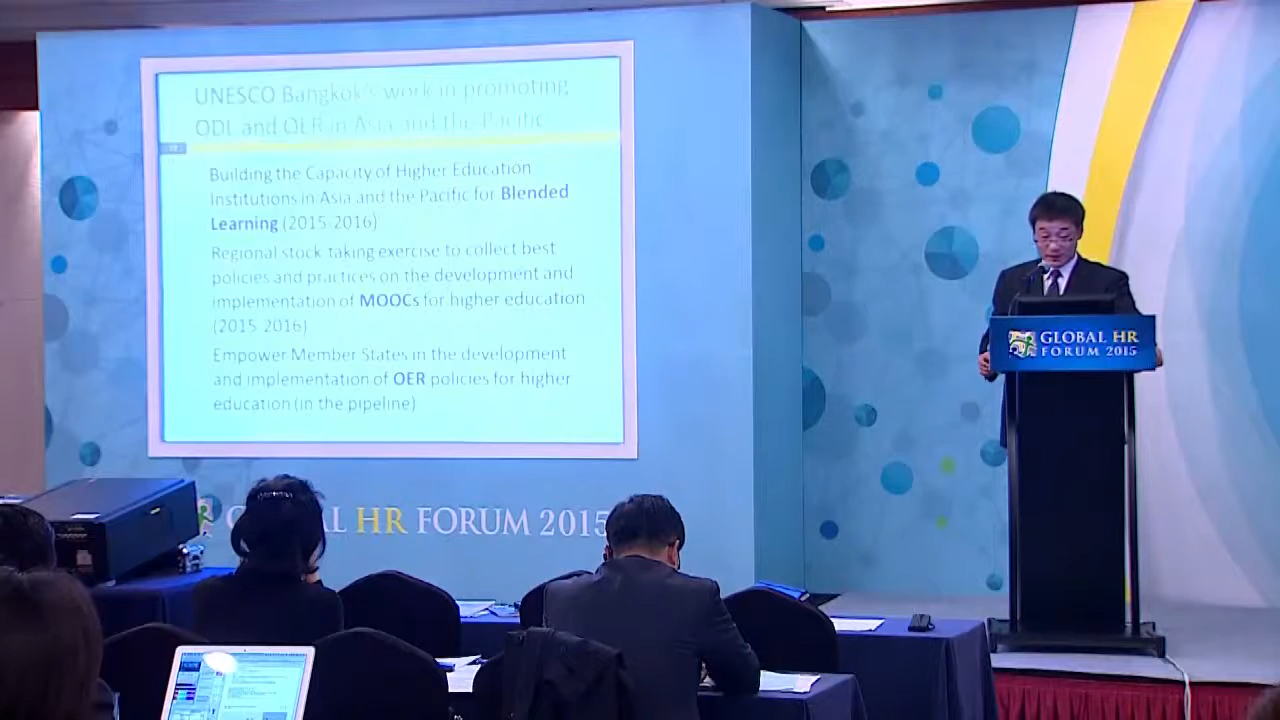 UNESCO Bangkok's work in promoting
ODL and OER in Asia and the Pacific
Building the Capacity of Higher Education
Institutions in Asia and the Pacific for Blended
Learning (2015-2016)
Regional stock taking exercise to collect best
policies and practices on the development and
implementation of MOOCs for higher education
(2015-2016)
Empower Member States in the development
and implementation of OER policies for higher
education (in the pipeline)
GLOBAL HR
FORUM 2015
HR FORUM 2015